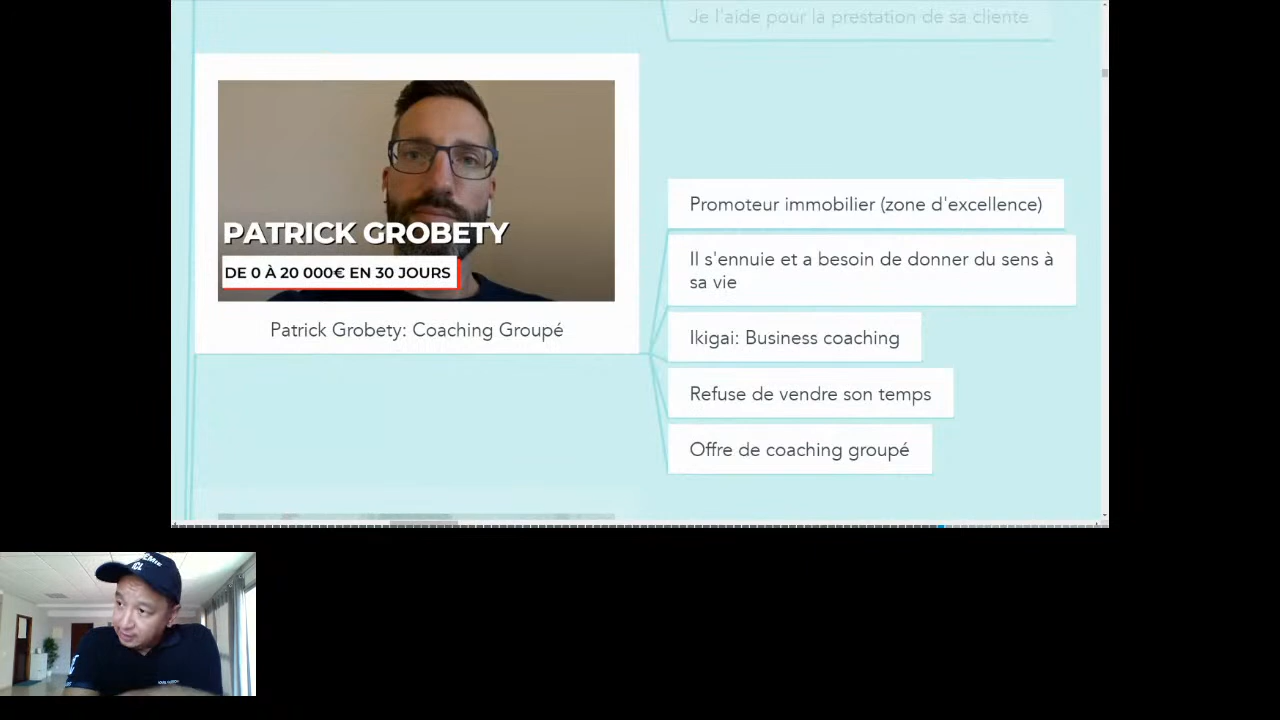 Je l'aide pour la prestation de sa cliente
PATRICK GROBETY
DE 0 À 20 000€ EN 30 JOURS
Patrick Grobety: Coaching Groupé
Promoteur immobilier (zone d'excellence)
Il s'ennuie et a besoin de donner du sens à
sa vie
Ikigai: Business coaching
Refuse de vendre son temps
Offre de coaching groupé